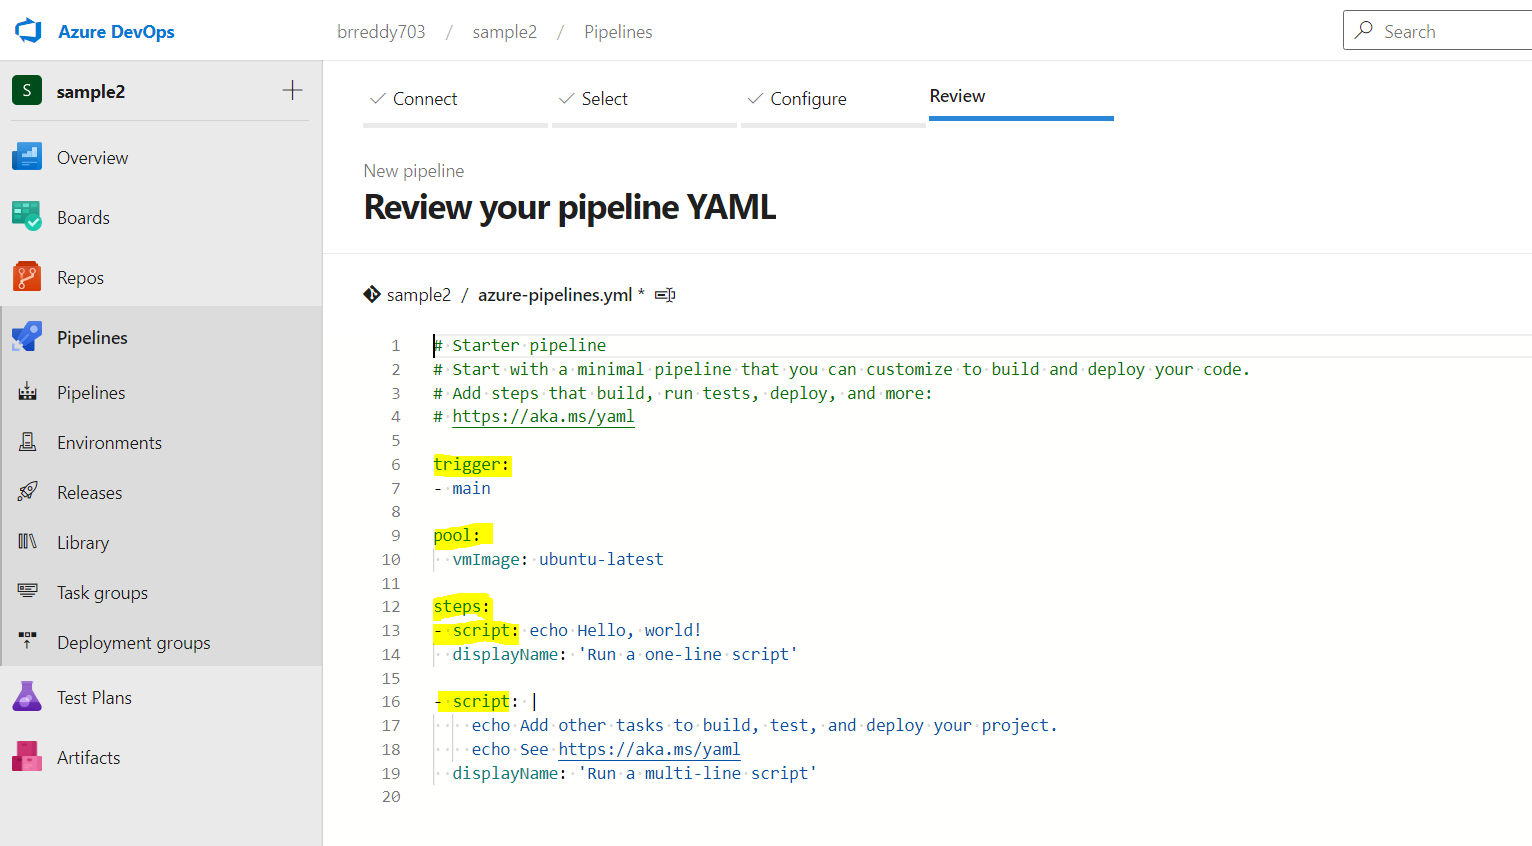 Azure DevOps
brreddy703 / sample2 / Pipelines
Search
S sample2
Overview
Boards
Repos
Pipelines
Pipelines
Environments
Releases
Library
Task groups
Deployment groups
Test Plans
Artifacts
Connect
Select
Configure
Review
New pipeline
Review your pipeline YAML
sample2 / azure-pipelines.yml *
1 # Starter pipeline
2 # Start with a minimal pipeline that you can customize to build and deploy your code.
3 # Add steps that build, run tests, deploy, and more:
4 # https://aka.ms/yaml
5
6 trigger:
7 - main
8
9 pool:
10   vmImage: ubuntu-latest
11
12 steps:
13 - script: echo Hello, world!
14   displayName: 'Run a one-line script'
15
16 - script: |
17     echo Add other tasks to build, test, and deploy your project.
18     echo See https://aka.ms/yaml
19   displayName: 'Run a multi-line script'
20